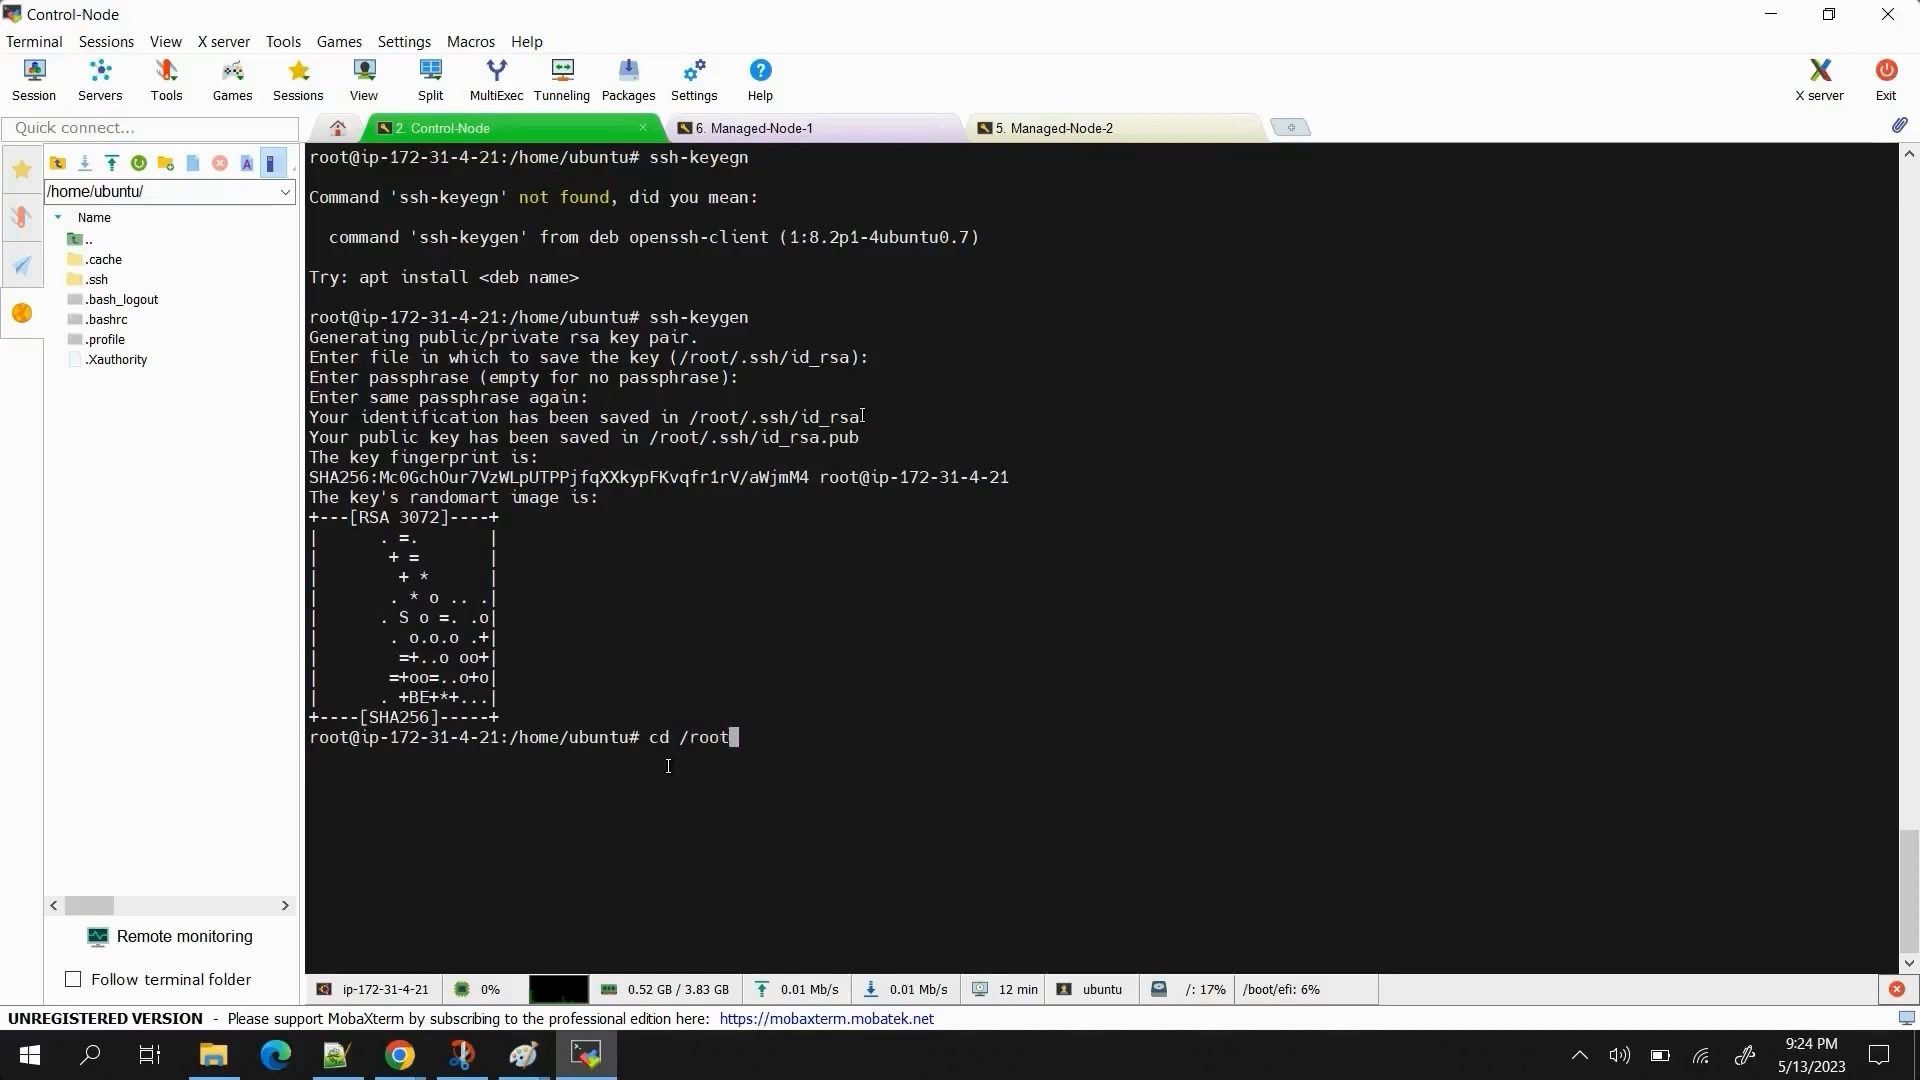 Control-Node
Terminal Sessions View X server Tools Games Settings Macros Help
Session Servers Tools Games Sessions View Split MultiExec Tunneling Packages Settings Help X server Exit
Quick connect...
2. Control-Node
6. Managed-Node-1
5. Managed-Node-2
/home/ubuntu/
Name
..
.cache
.ssh
.bash_logout
.bashrc
.profile
.Xauthority
Remote monitoring
Follow terminal folder
root@ip-172-31-4-21:/home/ubuntu# ssh-keyegn
Command 'ssh-keyegn' not found, did you mean:
command 'ssh-keygen' from deb openssh-client (1:8.2p1-4ubuntu0.7)
Try: apt install <deb name>
root@ip-172-31-4-21:/home/ubuntu# ssh-keygen
Generating public/private rsa key pair.
Enter file in which to save the key (/root/.ssh/id_rsa):
Enter passphrase (empty for no passphrase):
Enter same passphrase again:
Your identification has been saved in /root/.ssh/id_rsa
Your public key has been saved in /root/.ssh/id_rsa.pub
The key fingerprint is:
SHA256:Mc0GchOur7VzWLpUTPPjfqXXkypFKvqfr1rV/aWjmM4 root@ip-172-31-4-21
The key's randomart image is:
+---[RSA 3072]----+
|      . =.       |
|       + =       |
|        + *      |
|       . * o .. .|
|      . S o =. .o|
|       . o.o.o .+|
|        =+..o oo+|
|       =+oo=..o+o|
|      . +BE+*+...|
+----[SHA256]-----+
root@ip-172-31-4-21:/home/ubuntu# cd /root
ip-172-31-4-21 0% 0.52 GB / 3.83 GB 0.01 Mb/s 0.01 Mb/s 12 min ubuntu /: 17% /boot/efi: 6%
UNREGISTERED VERSION - Please support MobaXterm by subscribing to the professional edition here: https://mobaxterm.mobatek.net
9:24 PM
5/13/2023